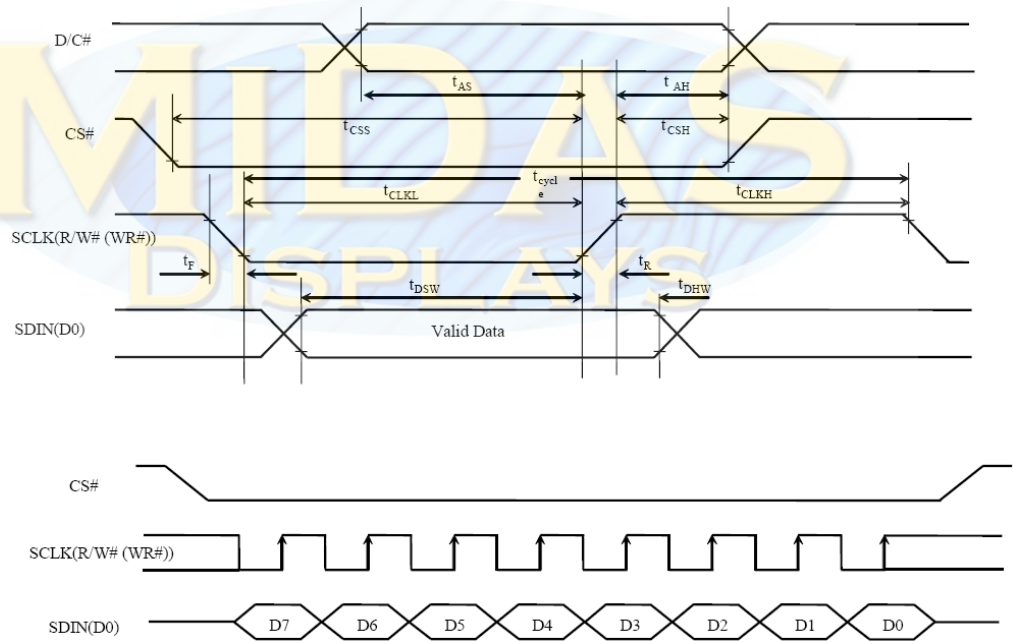 MIDAS
DISPLAYS
D/C#
tAS
tAH
tCSS
tCSH
CS#
tcycl
e
tCLKL
tCLKH
SCLK(R/W# (WR#))
tF
tR
tDSW
tDHW
SDIN(D0)
Valid Data
CS#
SCLK(R/W# (WR#))
SDIN(D0)
D7 D6 D5 D4 D3 D2 D1 D0